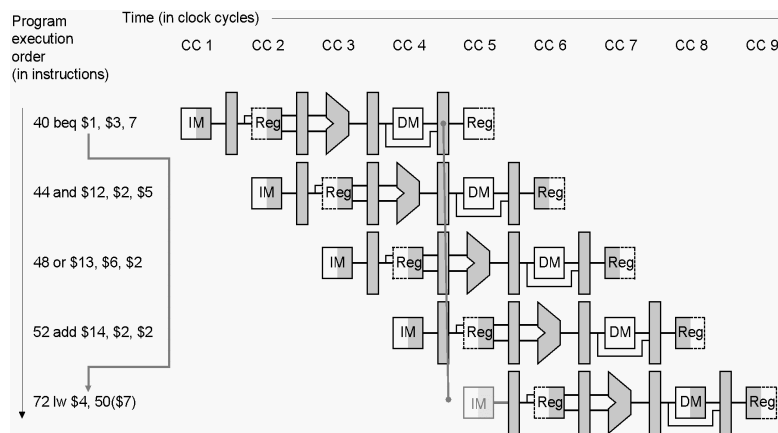 Time (in clock cycles)
Program
execution
order
(in instructions)
CC 1 CC 2 CC 3 CC 4 CC 5 CC 6 CC 7 CC 8 CC 9
40 beq $1, $3, 7
IM Reg DM Reg
44 and $12, $2, $5
IM Reg DM Reg
48 or $13, $6, $2
IM Reg DM Reg
52 add $14, $2, $2
IM Reg DM Reg
72 lw $4, 50($7)
IM Reg DM Reg